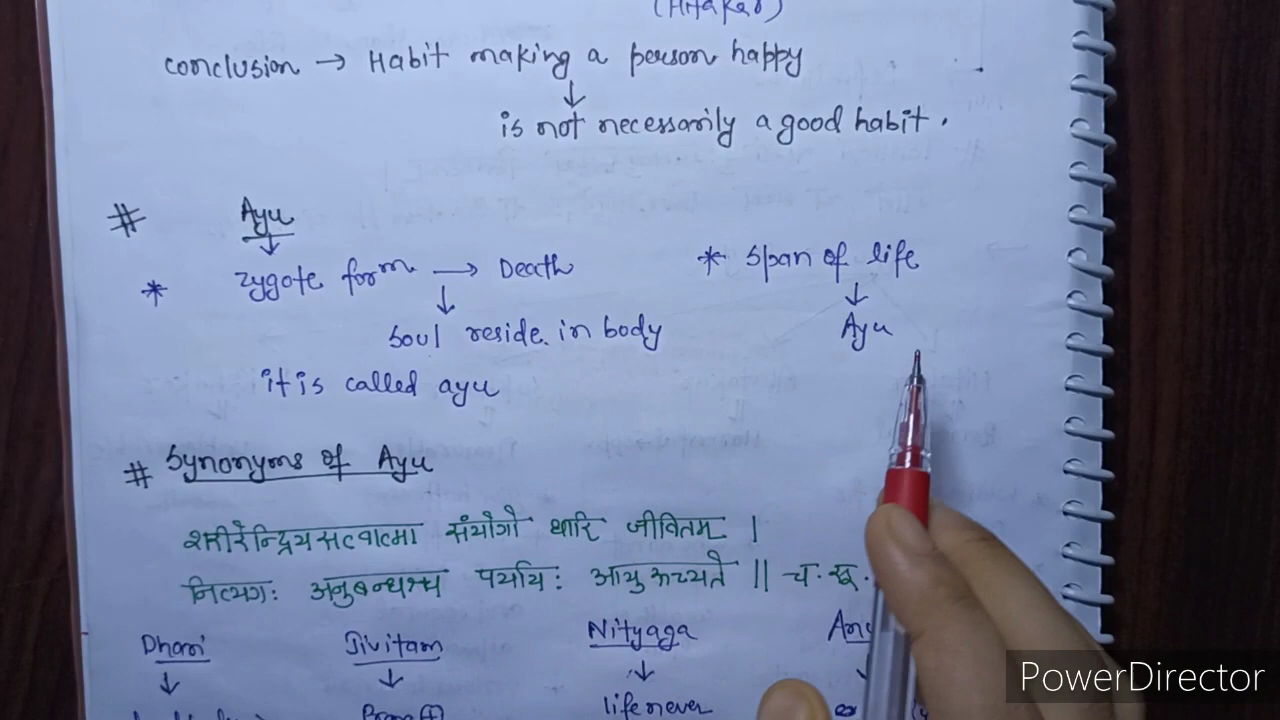 (Hitakar)
conclusion → Habit making a person happy
↓
is not necessarily a good habit.
# Ayu
↓
* zygote form → Death
↓
soul reside in body
it is called ayu
* span of life
↓
Ayu
# Synonyms of Ayu
शरीरेन्द्रियसत्वात्मा संयोगो धारि जीवितम् |
नित्यगः अनुबन्धश्च पर्यायः आयु उच्यते || च. सू.
Dhari Jivitam Nityaga
↓ ↓ ↓
life never
PowerDirector